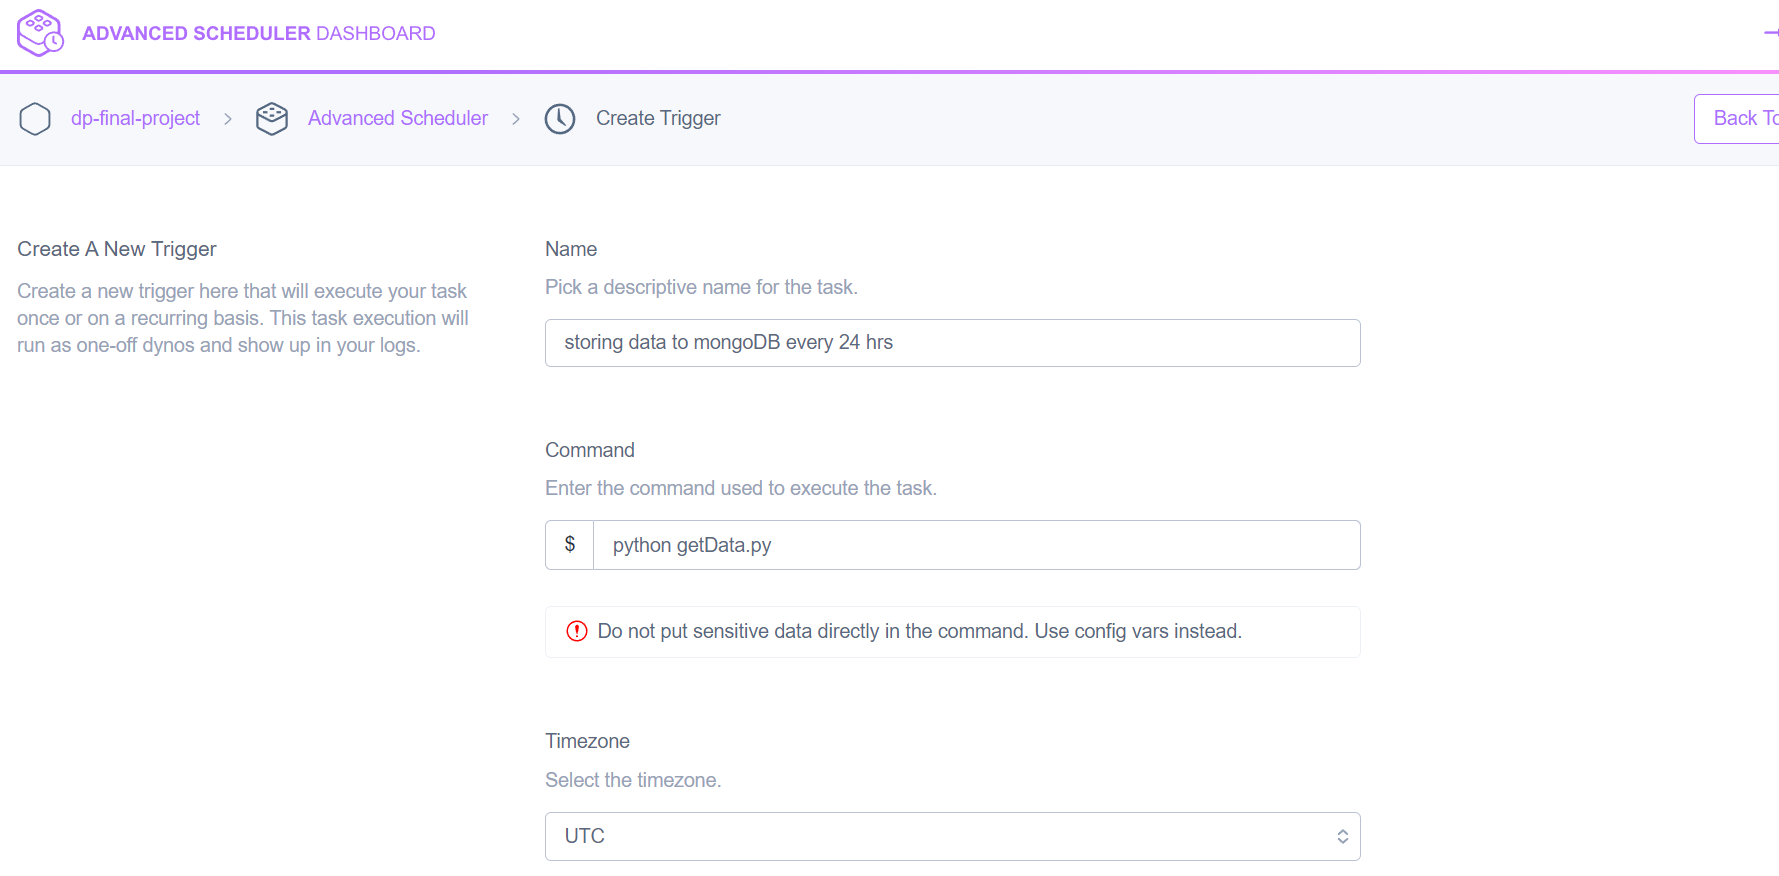 ADVANCED SCHEDULER DASHBOARD
dp-final-project > Advanced Scheduler > Create Trigger
Back To
Create A New Trigger
Create a new trigger here that will execute your task
once or on a recurring basis. This task execution will
run as one-off dynos and show up in your logs.
Name
Pick a descriptive name for the task.
storing data to mongoDB every 24 hrs
Command
Enter the command used to execute the task.
$ python getData.py
Do not put sensitive data directly in the command. Use config vars instead.
Timezone
Select the timezone.
UTC